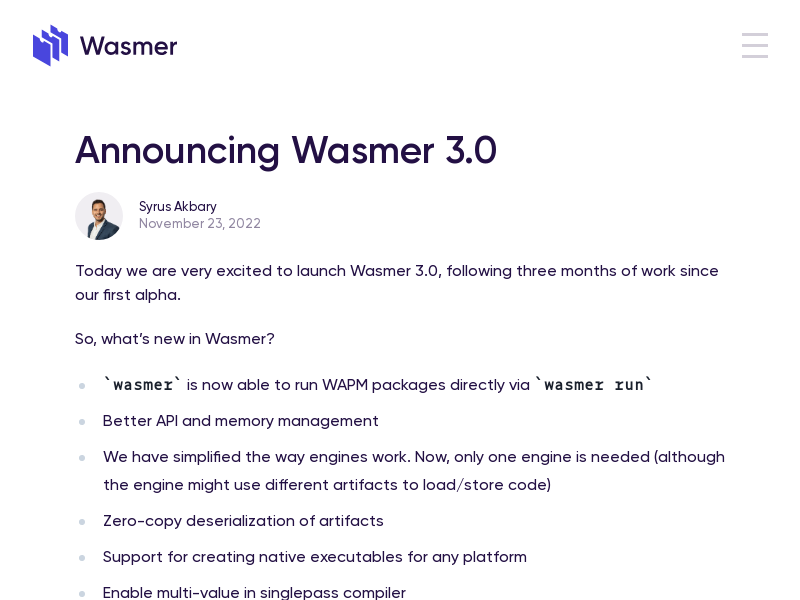 Wasmer
Announcing Wasmer 3.0
Syrus Akbary
November 23, 2022
Today we are very excited to launch Wasmer 3.0, following three months of work since
our first alpha.
So, what’s new in Wasmer?
`wasmer` is now able to run WAPM packages directly via `wasmer run`
Better API and memory management
We have simplified the way engines work. Now, only one engine is needed (although
the engine might use different artifacts to load/store code)
Zero-copy deserialization of artifacts
Support for creating native executables for any platform
Enable multi-value in singlepass compiler